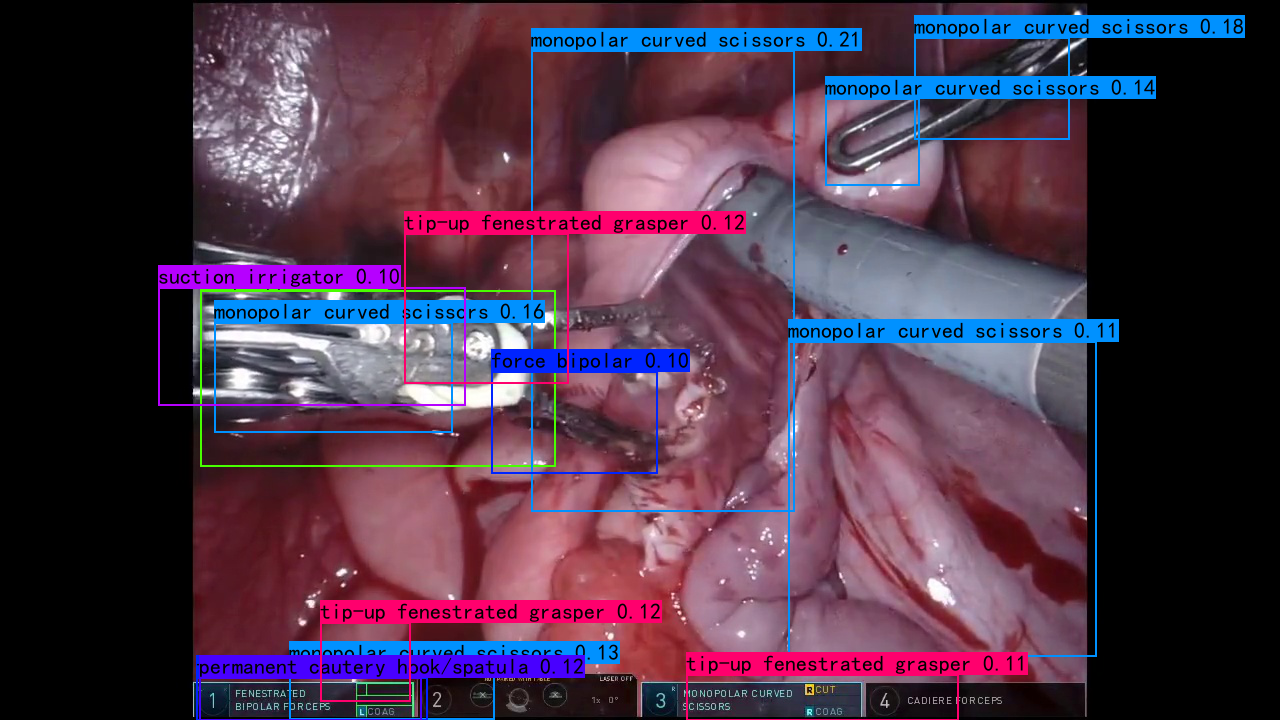 monopolar curved scissors 0.18
monopolar curved scissors 0.21
monopolar curved scissors 0.14
tip-up fenestrated grasper 0.12
suction irrigator 0.10
monopolar curved scissors 0.16
monopolar curved scissors 0.11
force bipolar 0.10
tip-up fenestrated grasper 0.12
monopolar curved scissors 0.13
permanent cautery hook/spatula 0.12
tip-up fenestrated grasper 0.11
LASER OFF
1
FENESTRATED
BIPOLAR FORCEPS
L COAG
2
1x 0°
3
R
MONOPOLAR CURVED
SCISSORS
R CUT
R COAG
4
CADIERE FORCEPS